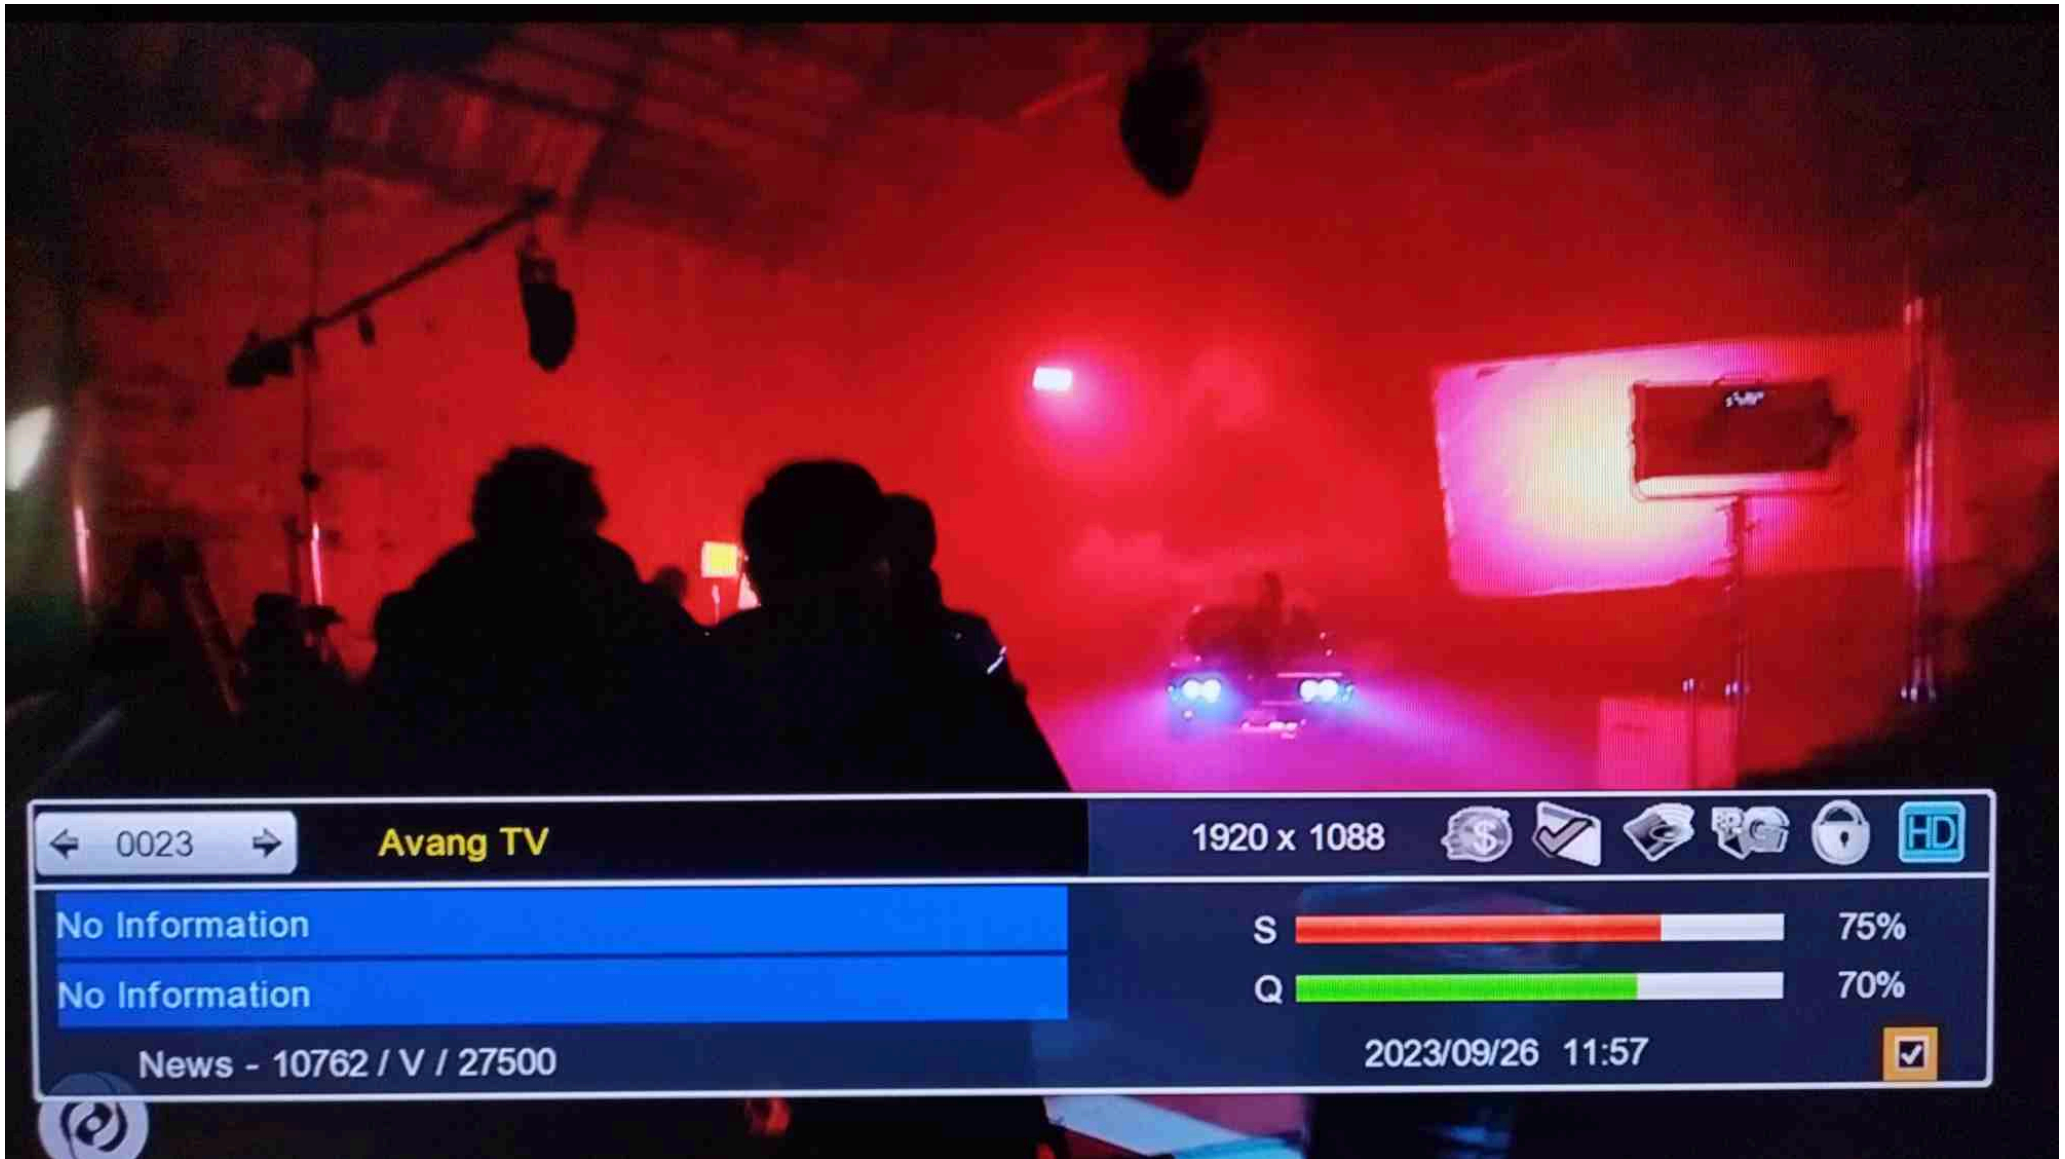 0023
Avang TV
1920 x 1088
HD
No Information
S 75%
No Information
Q 70%
News - 10762 / V / 27500
2023/09/26 11:57